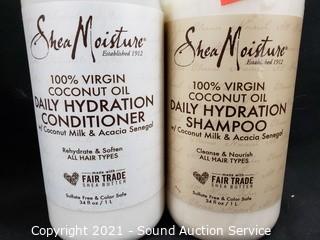 SheaMoisture
Established 1912
100% VIRGIN
COCONUT OIL
DAILY HYDRATION
CONDITIONER
w/ Coconut Milk & Acacia Senegal
Rehydrate & Soften
ALL HAIR TYPES
made with
FAIR TRADE
SHEA BUTTER
Sulfate Free & Color Safe
34 fl oz / 1 L
SheaMoisture
Established 1912
100% VIRGIN
COCONUT OIL
DAILY HYDRATION
SHAMPOO
w/ Coconut Milk & Acacia Senegal
Cleanse & Nourish
ALL HAIR TYPES
made with
FAIR TRADE
SHEA BUTTER
Sulfate Free & Color Safe
34 fl oz / 1 L
Copyright 2021 - Sound Auction Service